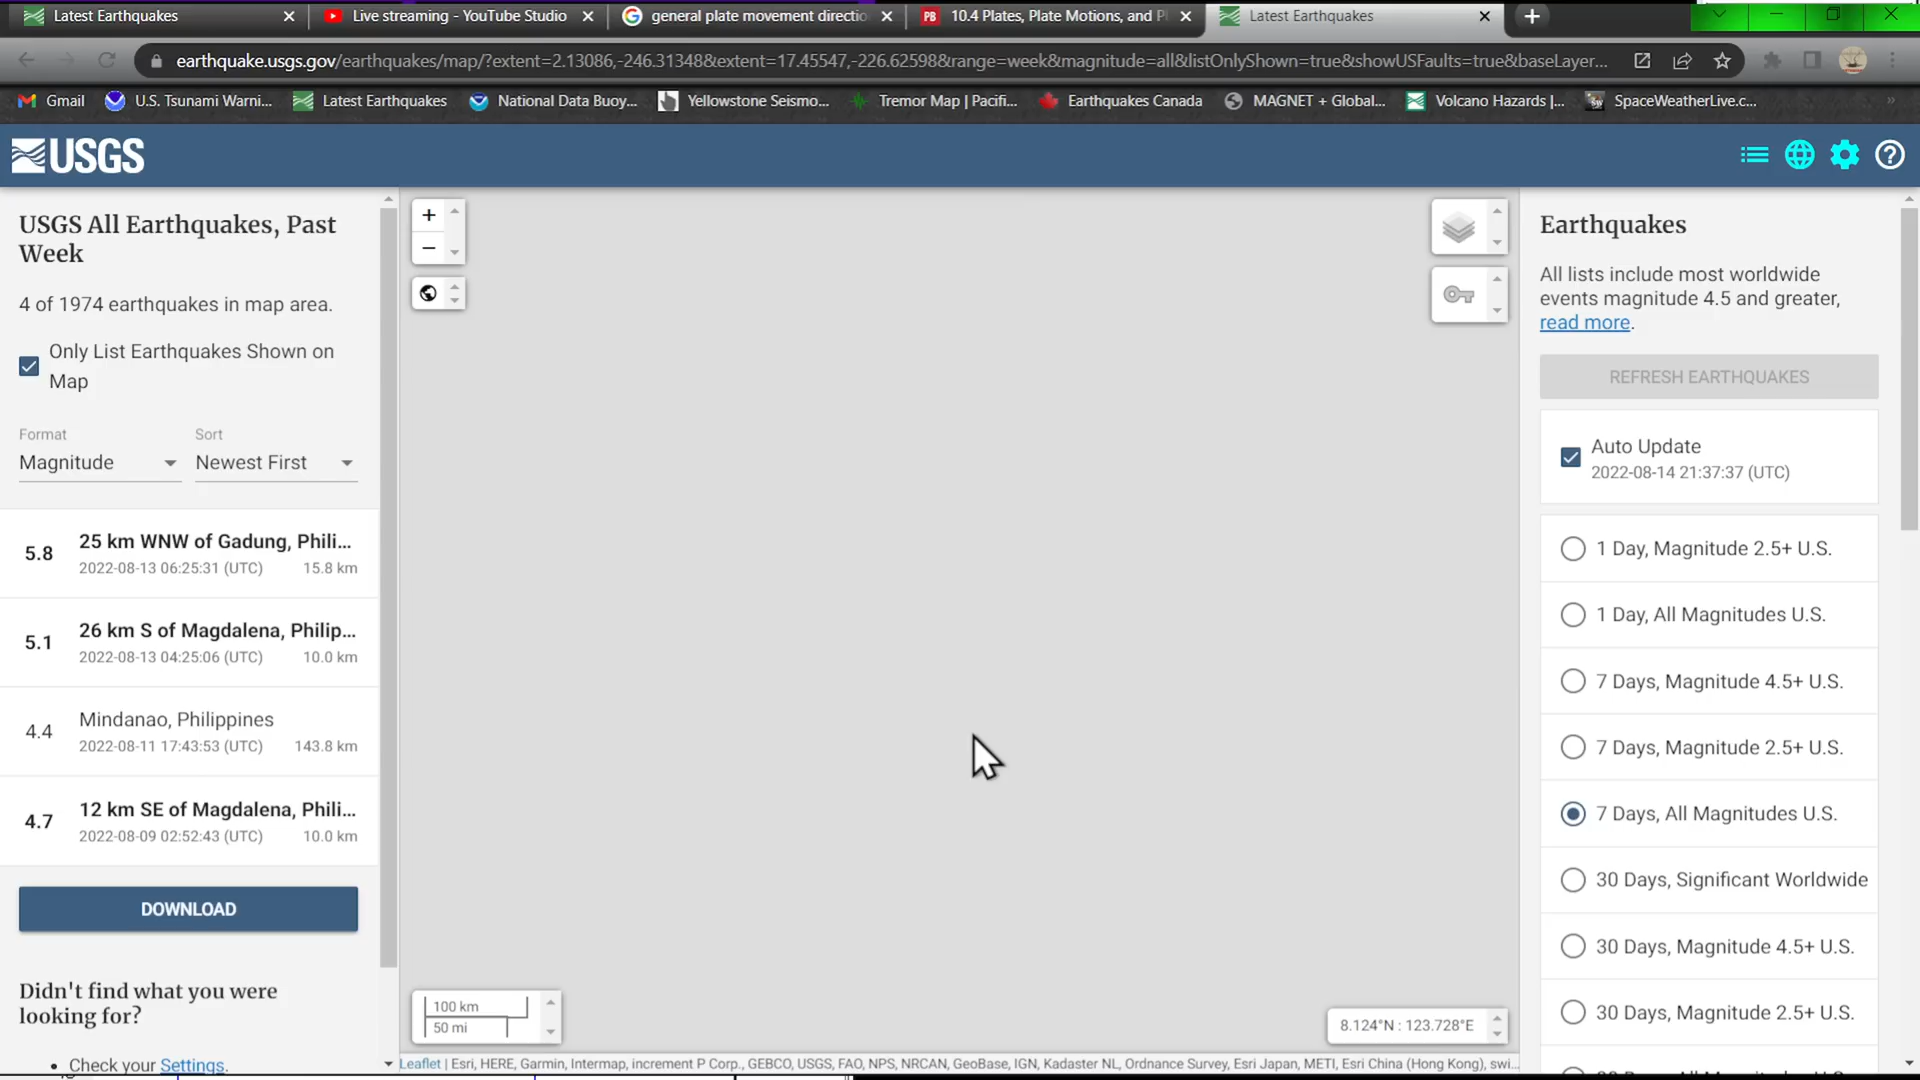 Latest Earthquakes
Live streaming - YouTube Studio
general plate movement directio
10.4 Plates, Plate Motions, and Pl
Latest Earthquakes
earthquake.usgs.gov/earthquakes/map/?extent=2.13086,-246.31348&extent=17.45547,-226.62598&range=week&magnitude=all&listOnlyShown=true&showUSFaults=true&baseLayer...
Gmail
U.S. Tsunami Warni...
Latest Earthquakes
National Data Buoy...
Yellowstone Seismo...
Tremor Map | Pacifi...
Earthquakes Canada
MAGNET + Global...
Volcano Hazards |...
SpaceWeatherLive.c...
USGS
USGS All Earthquakes, Past
Week
4 of 1974 earthquakes in map area.
Only List Earthquakes Shown on
Map
Format
Sort
Magnitude
Newest First
5.8
25 km WNW of Gadung, Phili...
2022-08-13 06:25:31 (UTC)
15.8 km
5.1
26 km S of Magdalena, Philip...
2022-08-13 04:25:06 (UTC)
10.0 km
4.4
Mindanao, Philippines
2022-08-11 17:43:53 (UTC)
143.8 km
4.7
12 km SE of Magdalena, Phili...
2022-08-09 02:52:43 (UTC)
10.0 km
DOWNLOAD
Didn't find what you were
looking for?
• Check your Settings.
100 km
50 mi
8.124°N : 123.728°E
Leaflet | Esri, HERE, Garmin, Intermap, increment P Corp., GEBCO, USGS, FAO, NPS, NRCAN, GeoBase, IGN, Kadaster NL, Ordnance Survey, Esri Japan, METI, Esri China (Hong Kong), swi...
Earthquakes
All lists include most worldwide
events magnitude 4.5 and greater,
read more.
REFRESH EARTHQUAKES
Auto Update
2022-08-14 21:37:37 (UTC)
1 Day, Magnitude 2.5+ U.S.
1 Day, All Magnitudes U.S.
7 Days, Magnitude 4.5+ U.S.
7 Days, Magnitude 2.5+ U.S.
7 Days, All Magnitudes U.S.
30 Days, Significant Worldwide
30 Days, Magnitude 4.5+ U.S.
30 Days, Magnitude 2.5+ U.S.